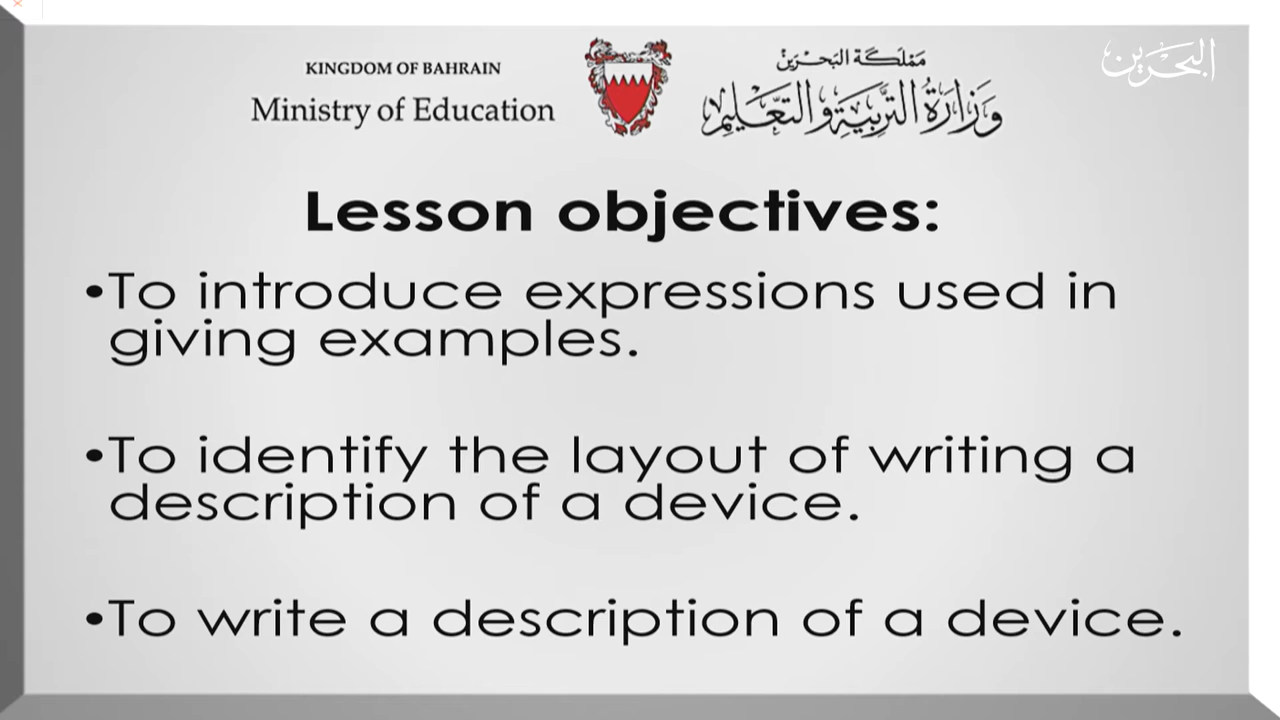 KINGDOM OF BAHRAIN
Ministry of Education
مملكة البحرين
وزارة التربية والتعليم
البحرين
Lesson objectives:
•To introduce expressions used in
giving examples.
•To identify the layout of writing a
description of a device.
•To write a description of a device.